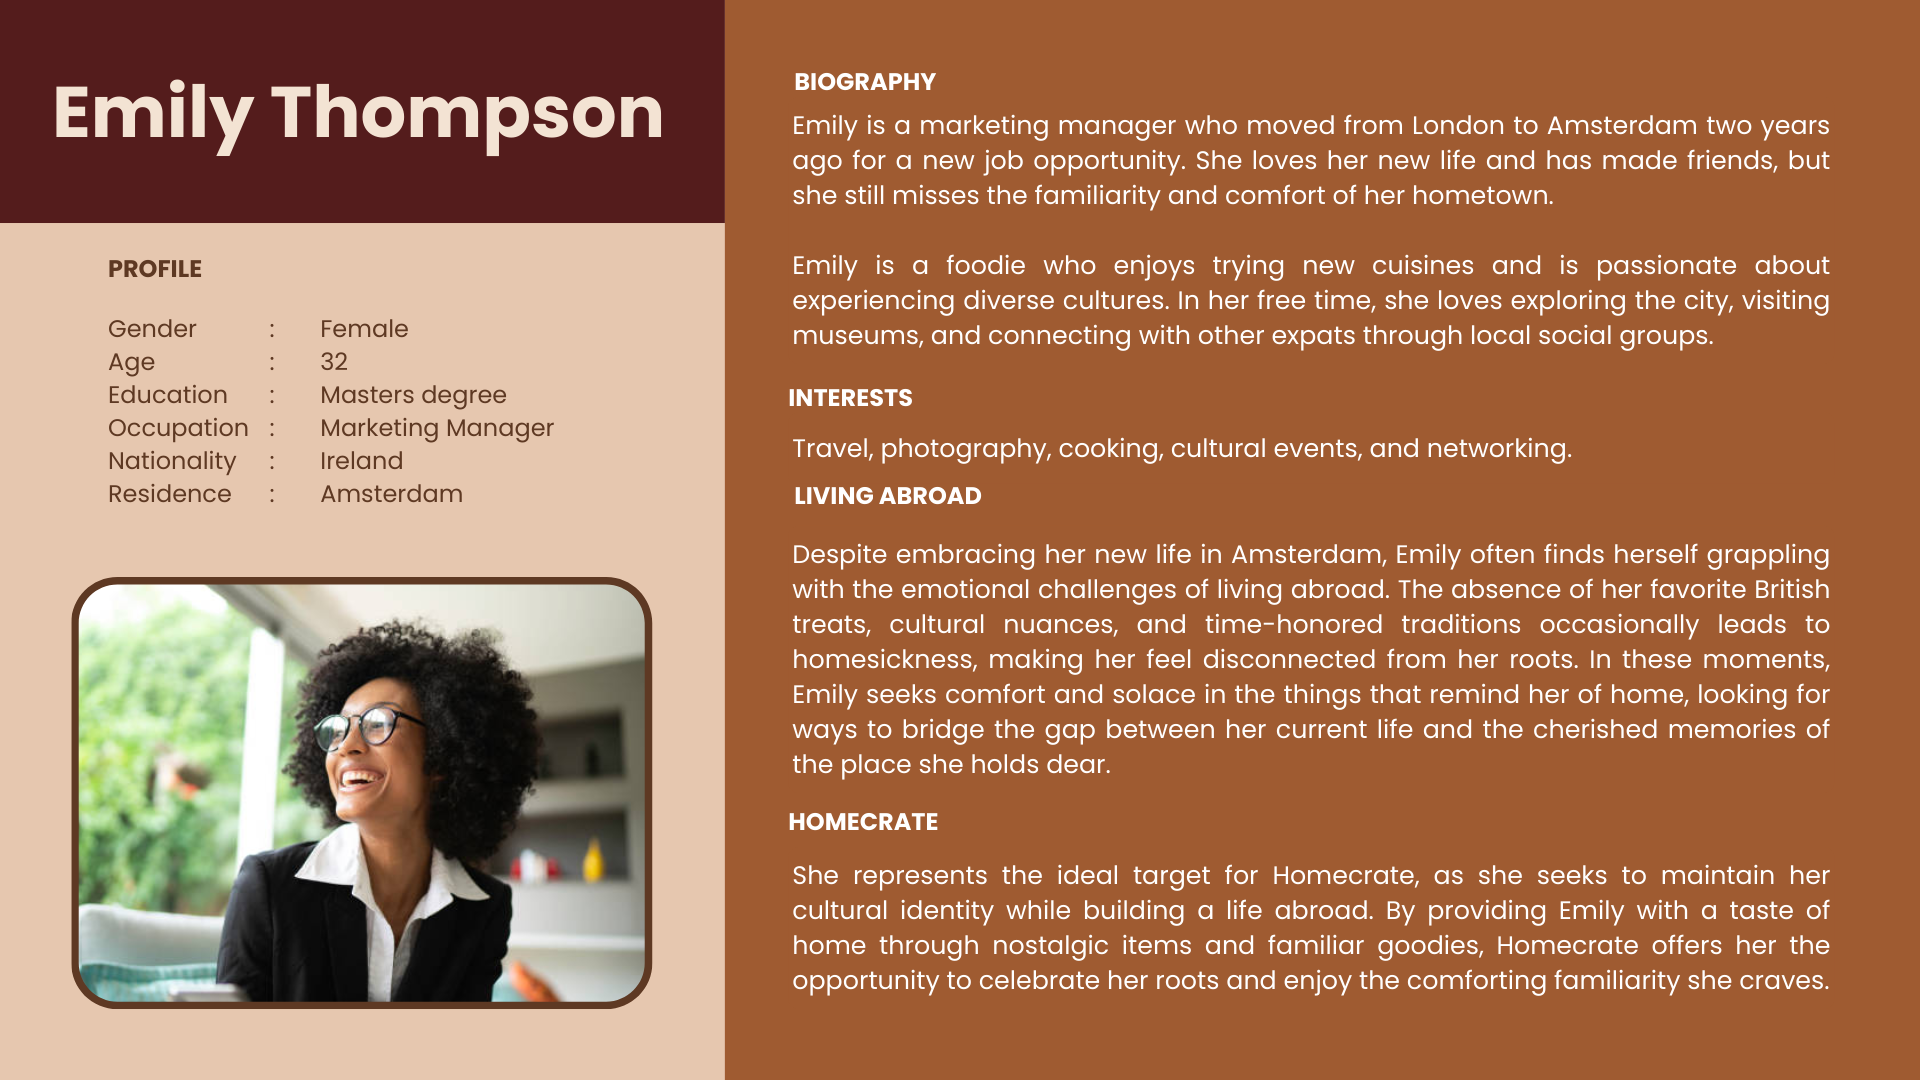 Emily Thompson
PROFILE
Gender : Female
Age : 32
Education : Masters degree
Occupation : Marketing Manager
Nationality : Ireland
Residence : Amsterdam
BIOGRAPHY
Emily is a marketing manager who moved from London to Amsterdam two years
ago for a new job opportunity. She loves her new life and has made friends, but
she still misses the familiarity and comfort of her hometown.
Emily is a foodie who enjoys trying new cuisines and is passionate about
experiencing diverse cultures. In her free time, she loves exploring the city, visiting
museums, and connecting with other expats through local social groups.
INTERESTS
Travel, photography, cooking, cultural events, and networking.
LIVING ABROAD
Despite embracing her new life in Amsterdam, Emily often finds herself grappling
with the emotional challenges of living abroad. The absence of her favorite British
treats, cultural nuances, and time-honored traditions occasionally leads to
homesickness, making her feel disconnected from her roots. In these moments,
Emily seeks comfort and solace in the things that remind her of home, looking for
ways to bridge the gap between her current life and the cherished memories of
the place she holds dear.
HOMECRATE
She represents the ideal target for Homecrate, as she seeks to maintain her
cultural identity while building a life abroad. By providing Emily with a taste of
home through nostalgic items and familiar goodies, Homecrate offers her the
opportunity to celebrate her roots and enjoy the comforting familiarity she craves.